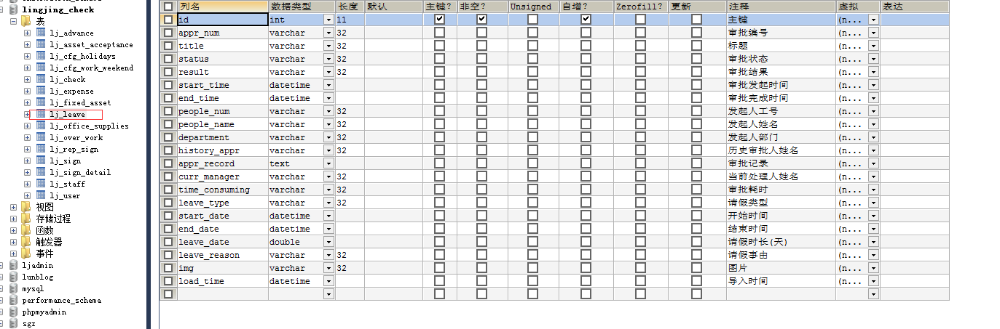 lingjing_check
表
lj_advance
lj_asset_acceptance
lj_cfg_holidays
lj_cfg_work_weekend
lj_check
lj_expense
lj_fixed_asset
lj_leave
lj_office_supplies
lj_over_work
lj_rep_sign
lj_sign
lj_sign_detail
lj_staff
lj_user
视图
存储过程
函数
触发器
事件
ljadmin
lunblog
mysql
performance_schema
phpmyadmin
sgz
列名 数据类型 长度 默认 主键? 非空? Unsigned 自增? Zerofill? 更新 注释 虚拟 表达
id int 11 主键 (n...
appr_num varchar 32 审批编号 (n...
title varchar 32 标题 (n...
status varchar 32 审批状态 (n...
result varchar 32 审批结果 (n...
start_time datetime 审批发起时间 (n...
end_time datetime 审批完成时间 (n...
people_num varchar 32 发起人工号 (n...
people_name varchar 32 发起人姓名 (n...
department varchar 32 发起人部门 (n...
history_appr varchar 32 历史审批人姓名 (n...
appr_record text 审批记录 (n...
curr_manager varchar 32 当前处理人姓名 (n...
time_consuming varchar 32 审批耗时 (n...
leave_type varchar 32 请假类型 (n...
start_date datetime 开始时间 (n...
end_date datetime 结束时间 (n...
leave_date double 请假时长(天) (n...
leave_reason varchar 32 请假事由 (n...
img varchar 32 图片 (n...
load_time datetime 导入时间 (n...